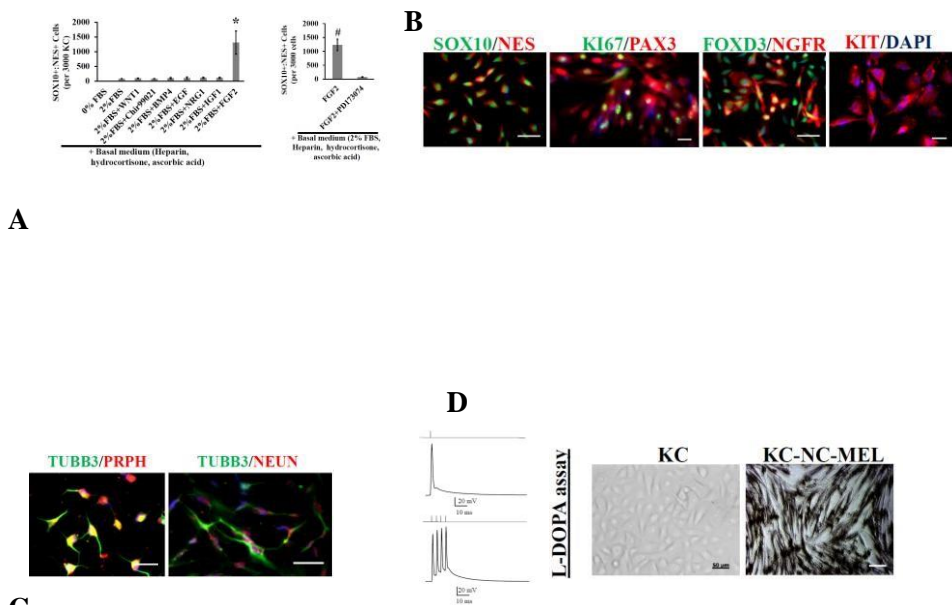 SOX10+:NES+ Cells
(per 3000 KC)
2000
1500
1000
500
0
*
0% FBS
2% FBS
2%FBS+WNT1
2%FBS+Chir99021
2%FBS+BMP4
2%FBS+EGF
2%FBS+NRG1
2%FBS+IGF1
2%FBS+FGF2
+ Basal medium (Heparin,
hydrocortisone, ascorbic acid)
SOX10+:NES+ Cells
(per 3000 cells
2000
1500
1000
500
0
#
FGF2
FGF2+PD173074
+ Basal medium (2% FBS,
Heparin, hydrocortisone,
ascorbic acid)
B
SOX10/NES
KI67/PAX3
FOXD3/NGFR
KIT/DAPI
A
D
TUBB3/PRPH
TUBB3/NEUN
20 mV
10 ms
20 mV
10 ms
L-DOPA assay
KC
50 µm
KC-NC-MEL
C